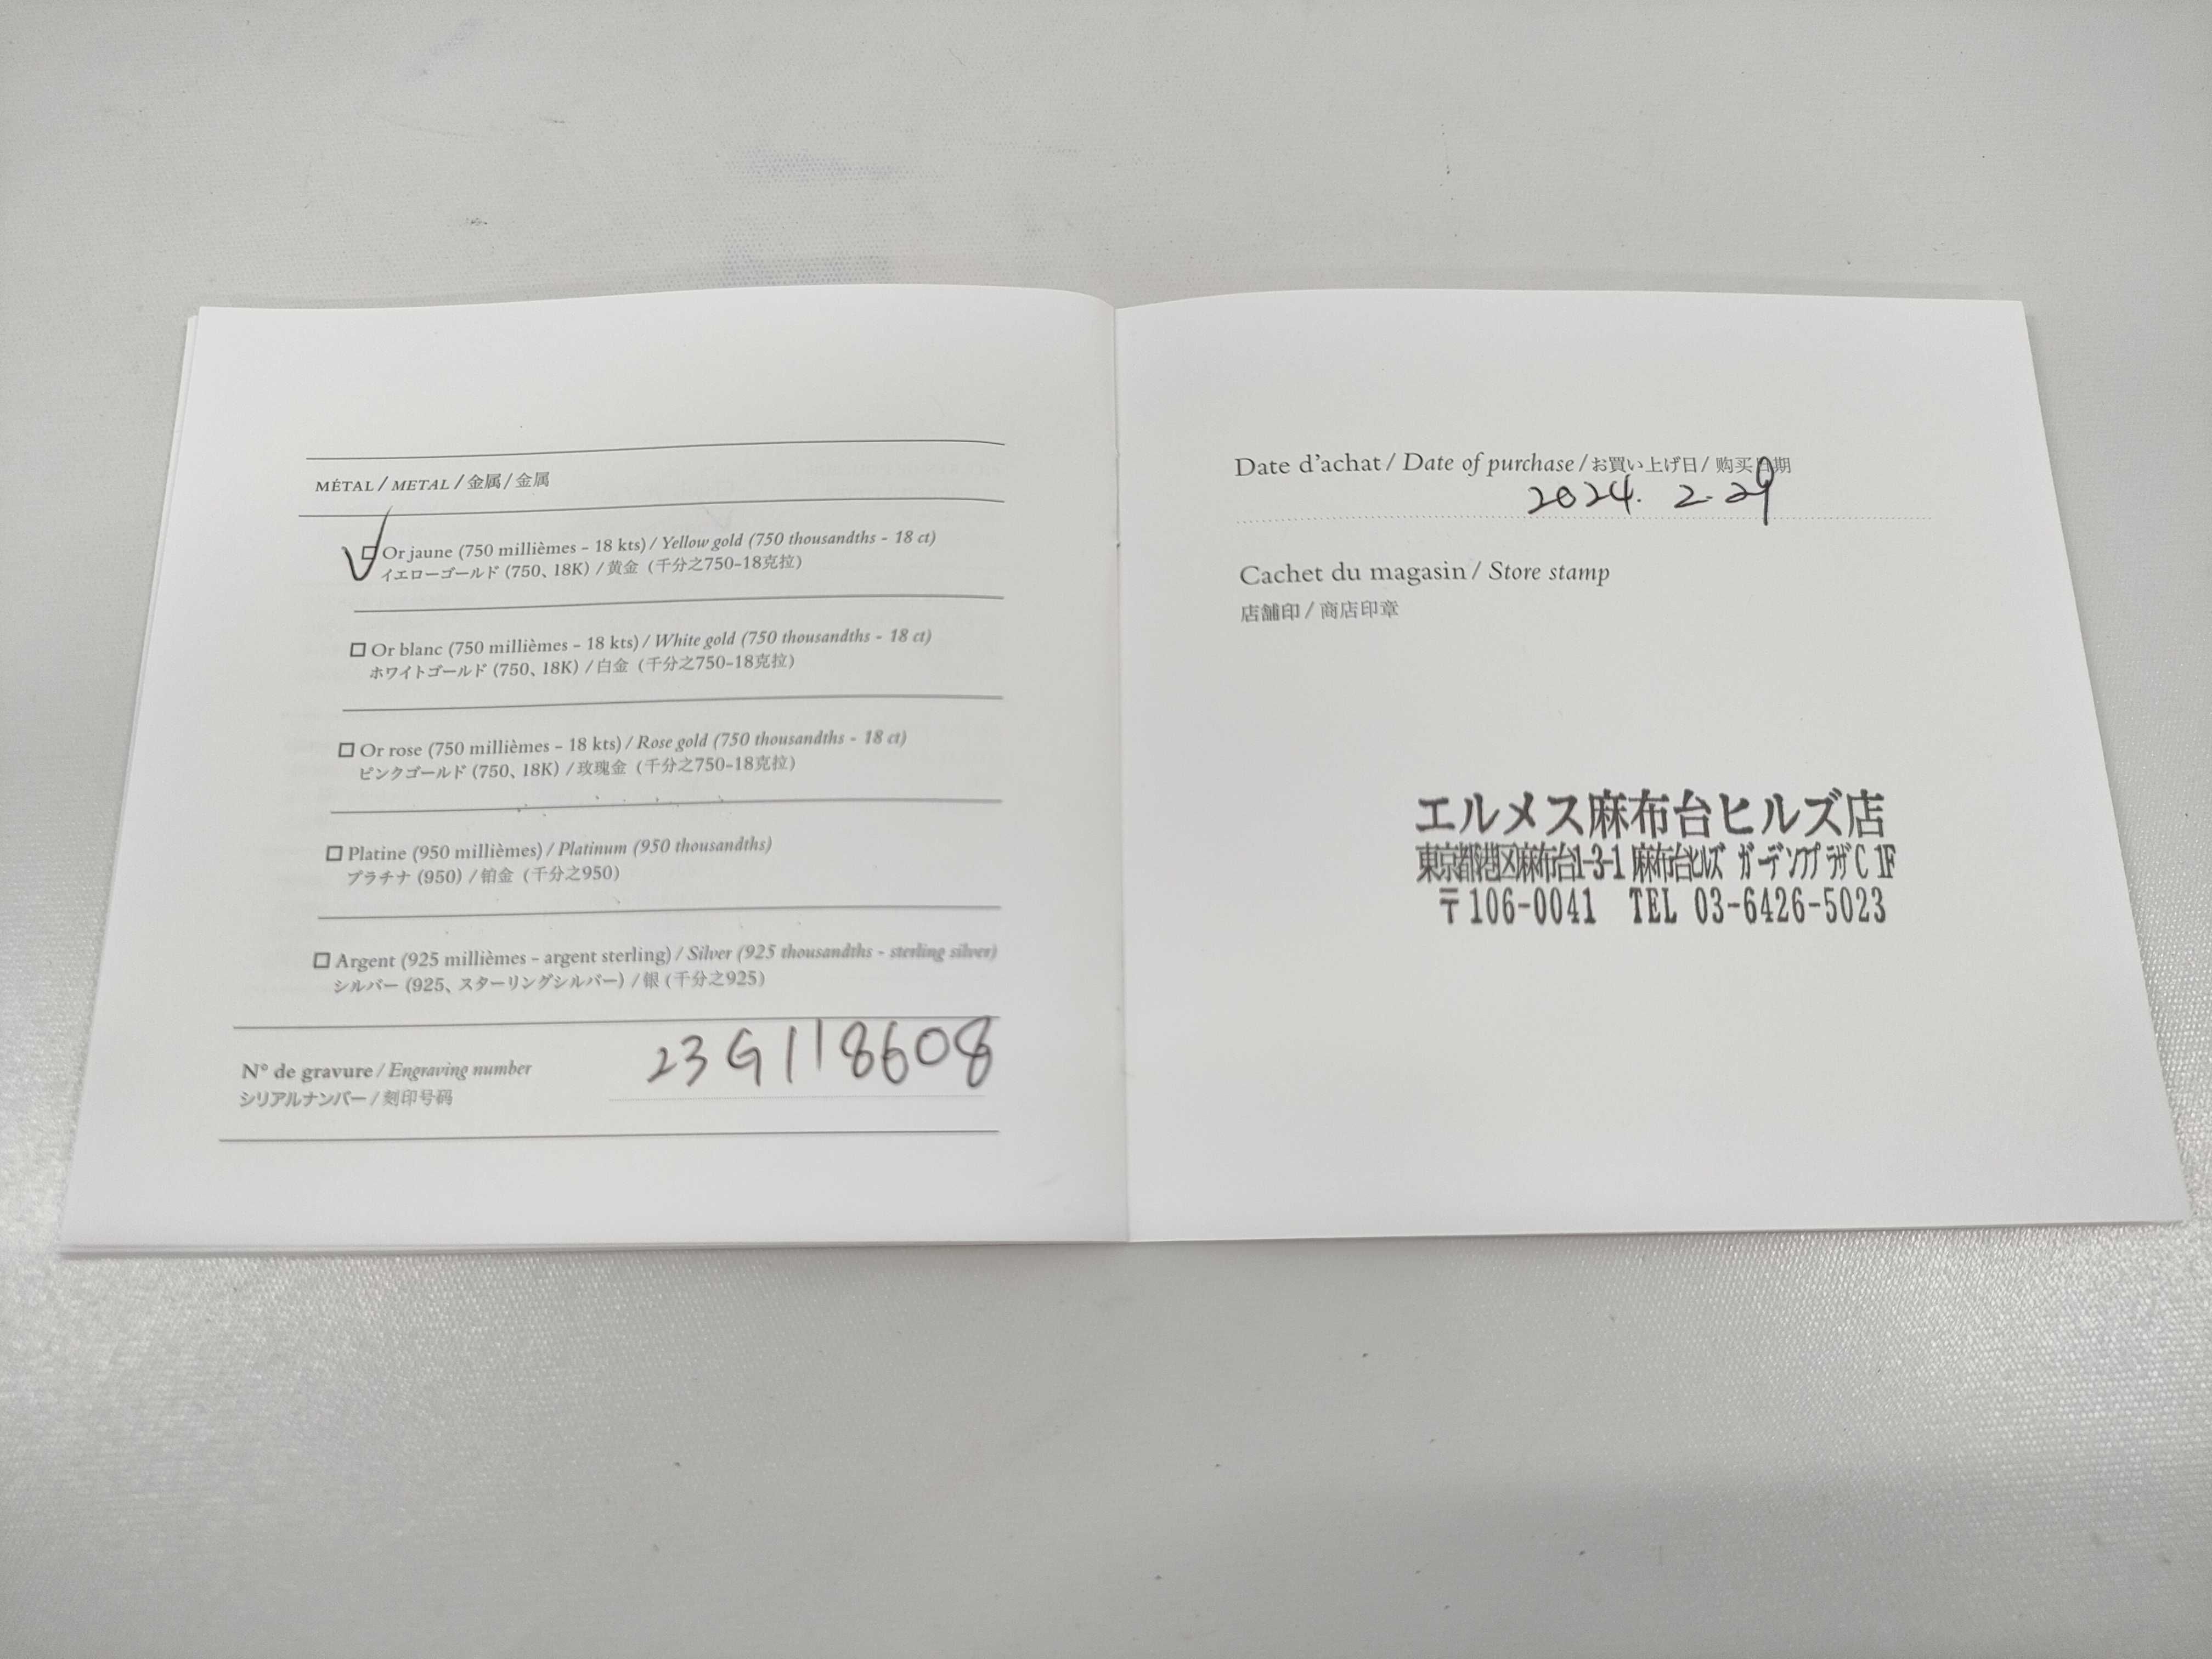 MÉTAL / METAL / 金属 / 金属
Or jaune (750 millièmes - 18 kts) / Yellow gold (750 thousandths - 18 ct)
イエローゴールド (750、18K) / 黄金 (千分之750-18克拉)
Or blanc (750 millièmes - 18 kts) / White gold (750 thousandths - 18 ct)
ホワイトゴールド (750、18K) / 白金 (千分之750-18克拉)
Or rose (750 millièmes - 18 kts) / Rose gold (750 thousandths - 18 ct)
ピンクゴールド (750、18K) / 玫瑰金 (千分之750-18克拉)
Platine (950 millièmes) / Platinum (950 thousandths)
プラチナ (950) / 铂金 (千分之950)
Argent (925 millièmes - argent sterling) / Silver (925 thousandths - sterling silver)
シルバー (925、スターリングシルバー) / 银 (千分之925)
N° de gravure / Engraving number
23G118608
シリアルナンバー / 刻印号码
Date d'achat / Date of purchase / お買い上げ日 / 购买日期
2024. 2. 29
Cachet du magasin / Store stamp
店舗印 / 商店印章
エルメス麻布台ヒルズ店
東京都港区麻布台1-3-1 麻布台ヒルズ ガーデンプラザC 1F
〒106-0041 TEL 03-6426-5023